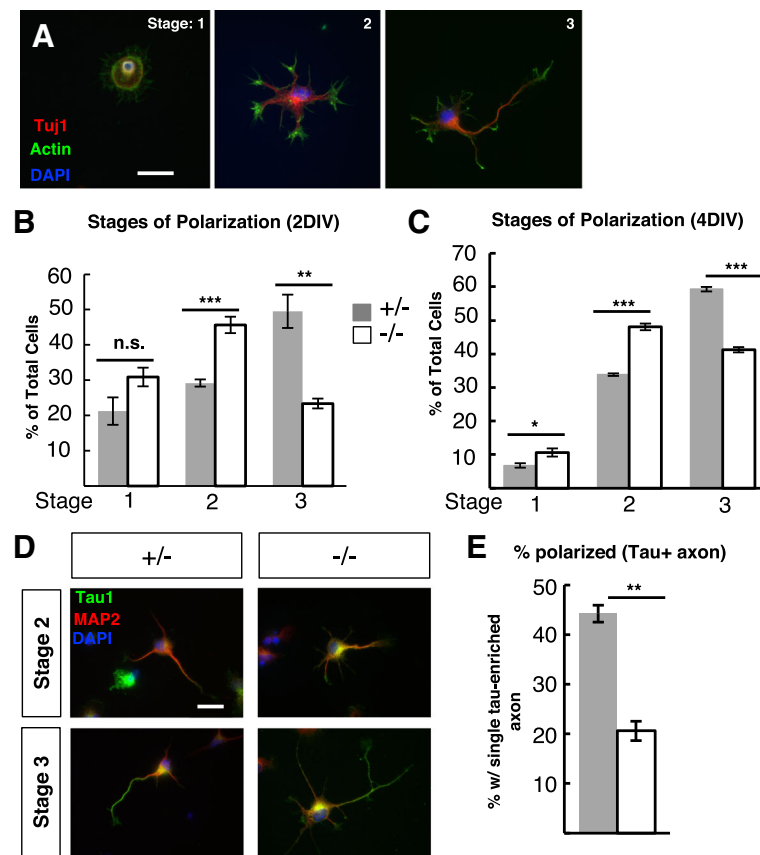 A
Stage: 1
2
3
Tuj1
Actin
DAPI
B
Stages of Polarization (2DIV)
% of Total Cells
60
50
40
30
20
10
n.s.
***
**
Stage
1
2
3
+/-
-/-
C
Stages of Polarization (4DIV)
% of Total Cells
70
60
50
40
30
20
10
*
***
***
Stage
1
2
3
D
+/-
-/-
Stage 2
Tau1
MAP2
DAPI
Stage 3
E
% polarized (Tau+ axon)
% w/ single tau-enriched
axon
50
40
30
20
10
**